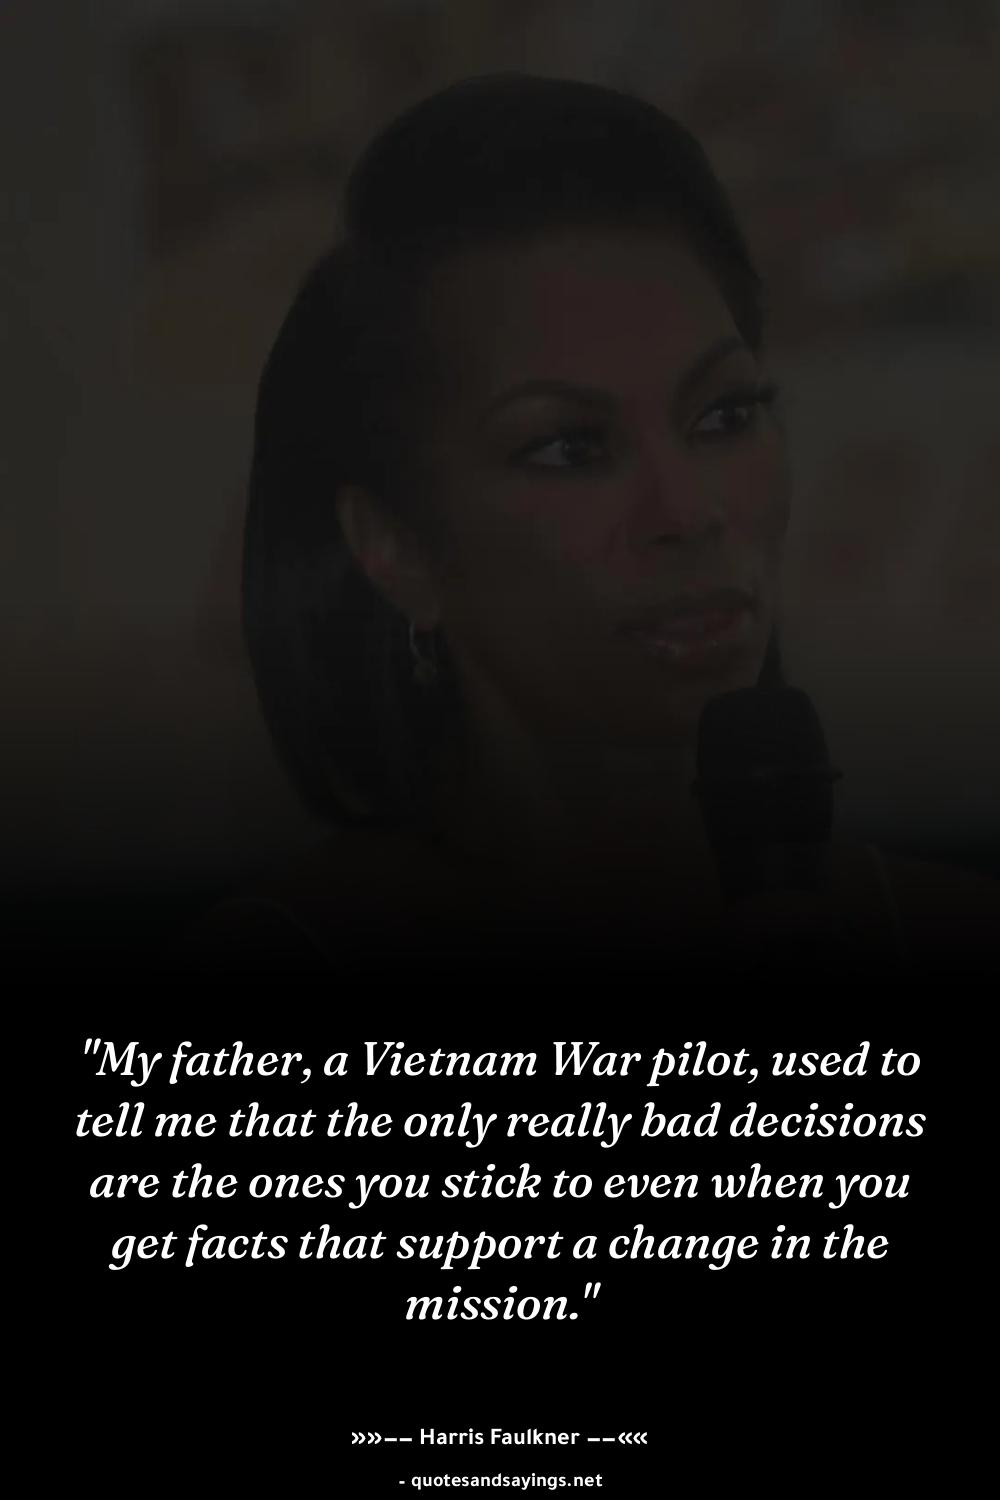 "My father, a Vietnam War pilot, used to
tell me that the only really bad decisions
are the ones you stick to even when you
get facts that support a change in the
mission."
»»−− Harris Faulkner −−««
- quotesandsayings.net